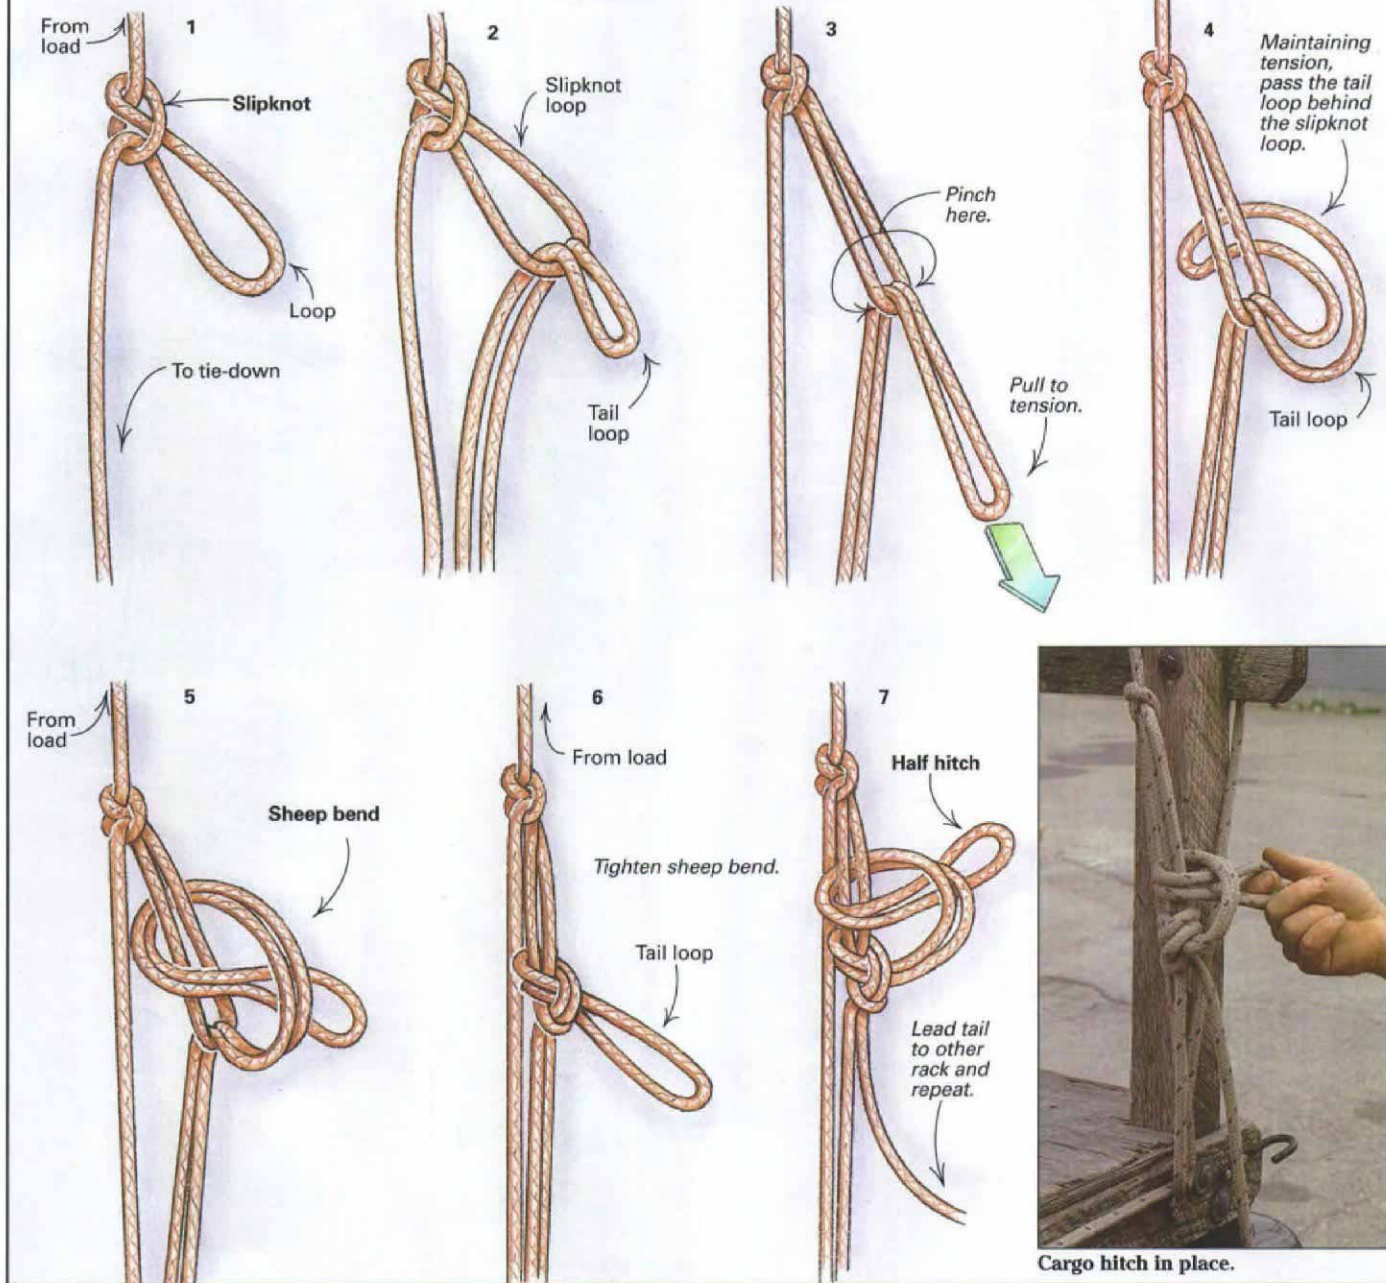 1
From
load
Slipknot
Loop
To tie-down
2
Slipknot
loop
Tail
loop
3
Pinch
here.
Pull to
tension.
4
Maintaining
tension,
pass the tail
loop behind
the slipknot
loop.
Tail loop
5
From
load
Sheep bend
6
From load
Tighten sheep bend.
Tail loop
7
Half hitch
Lead tail
to other
rack and
repeat.
Cargo hitch in place.